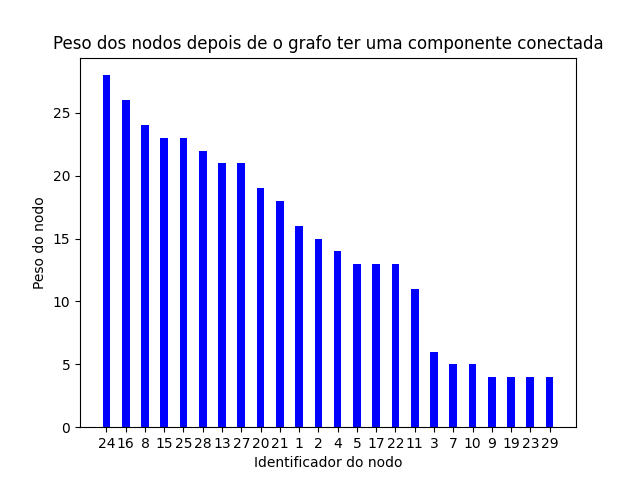 Peso dos nodos depois de o grafo ter uma componente conectada
Peso do nodo
25
20
15
10
5
0
24 16 8 15 25 28 13 27 20 21 1 2 4 5 17 22 11 3 7 10 9 19 23 29
Identificador do nodo